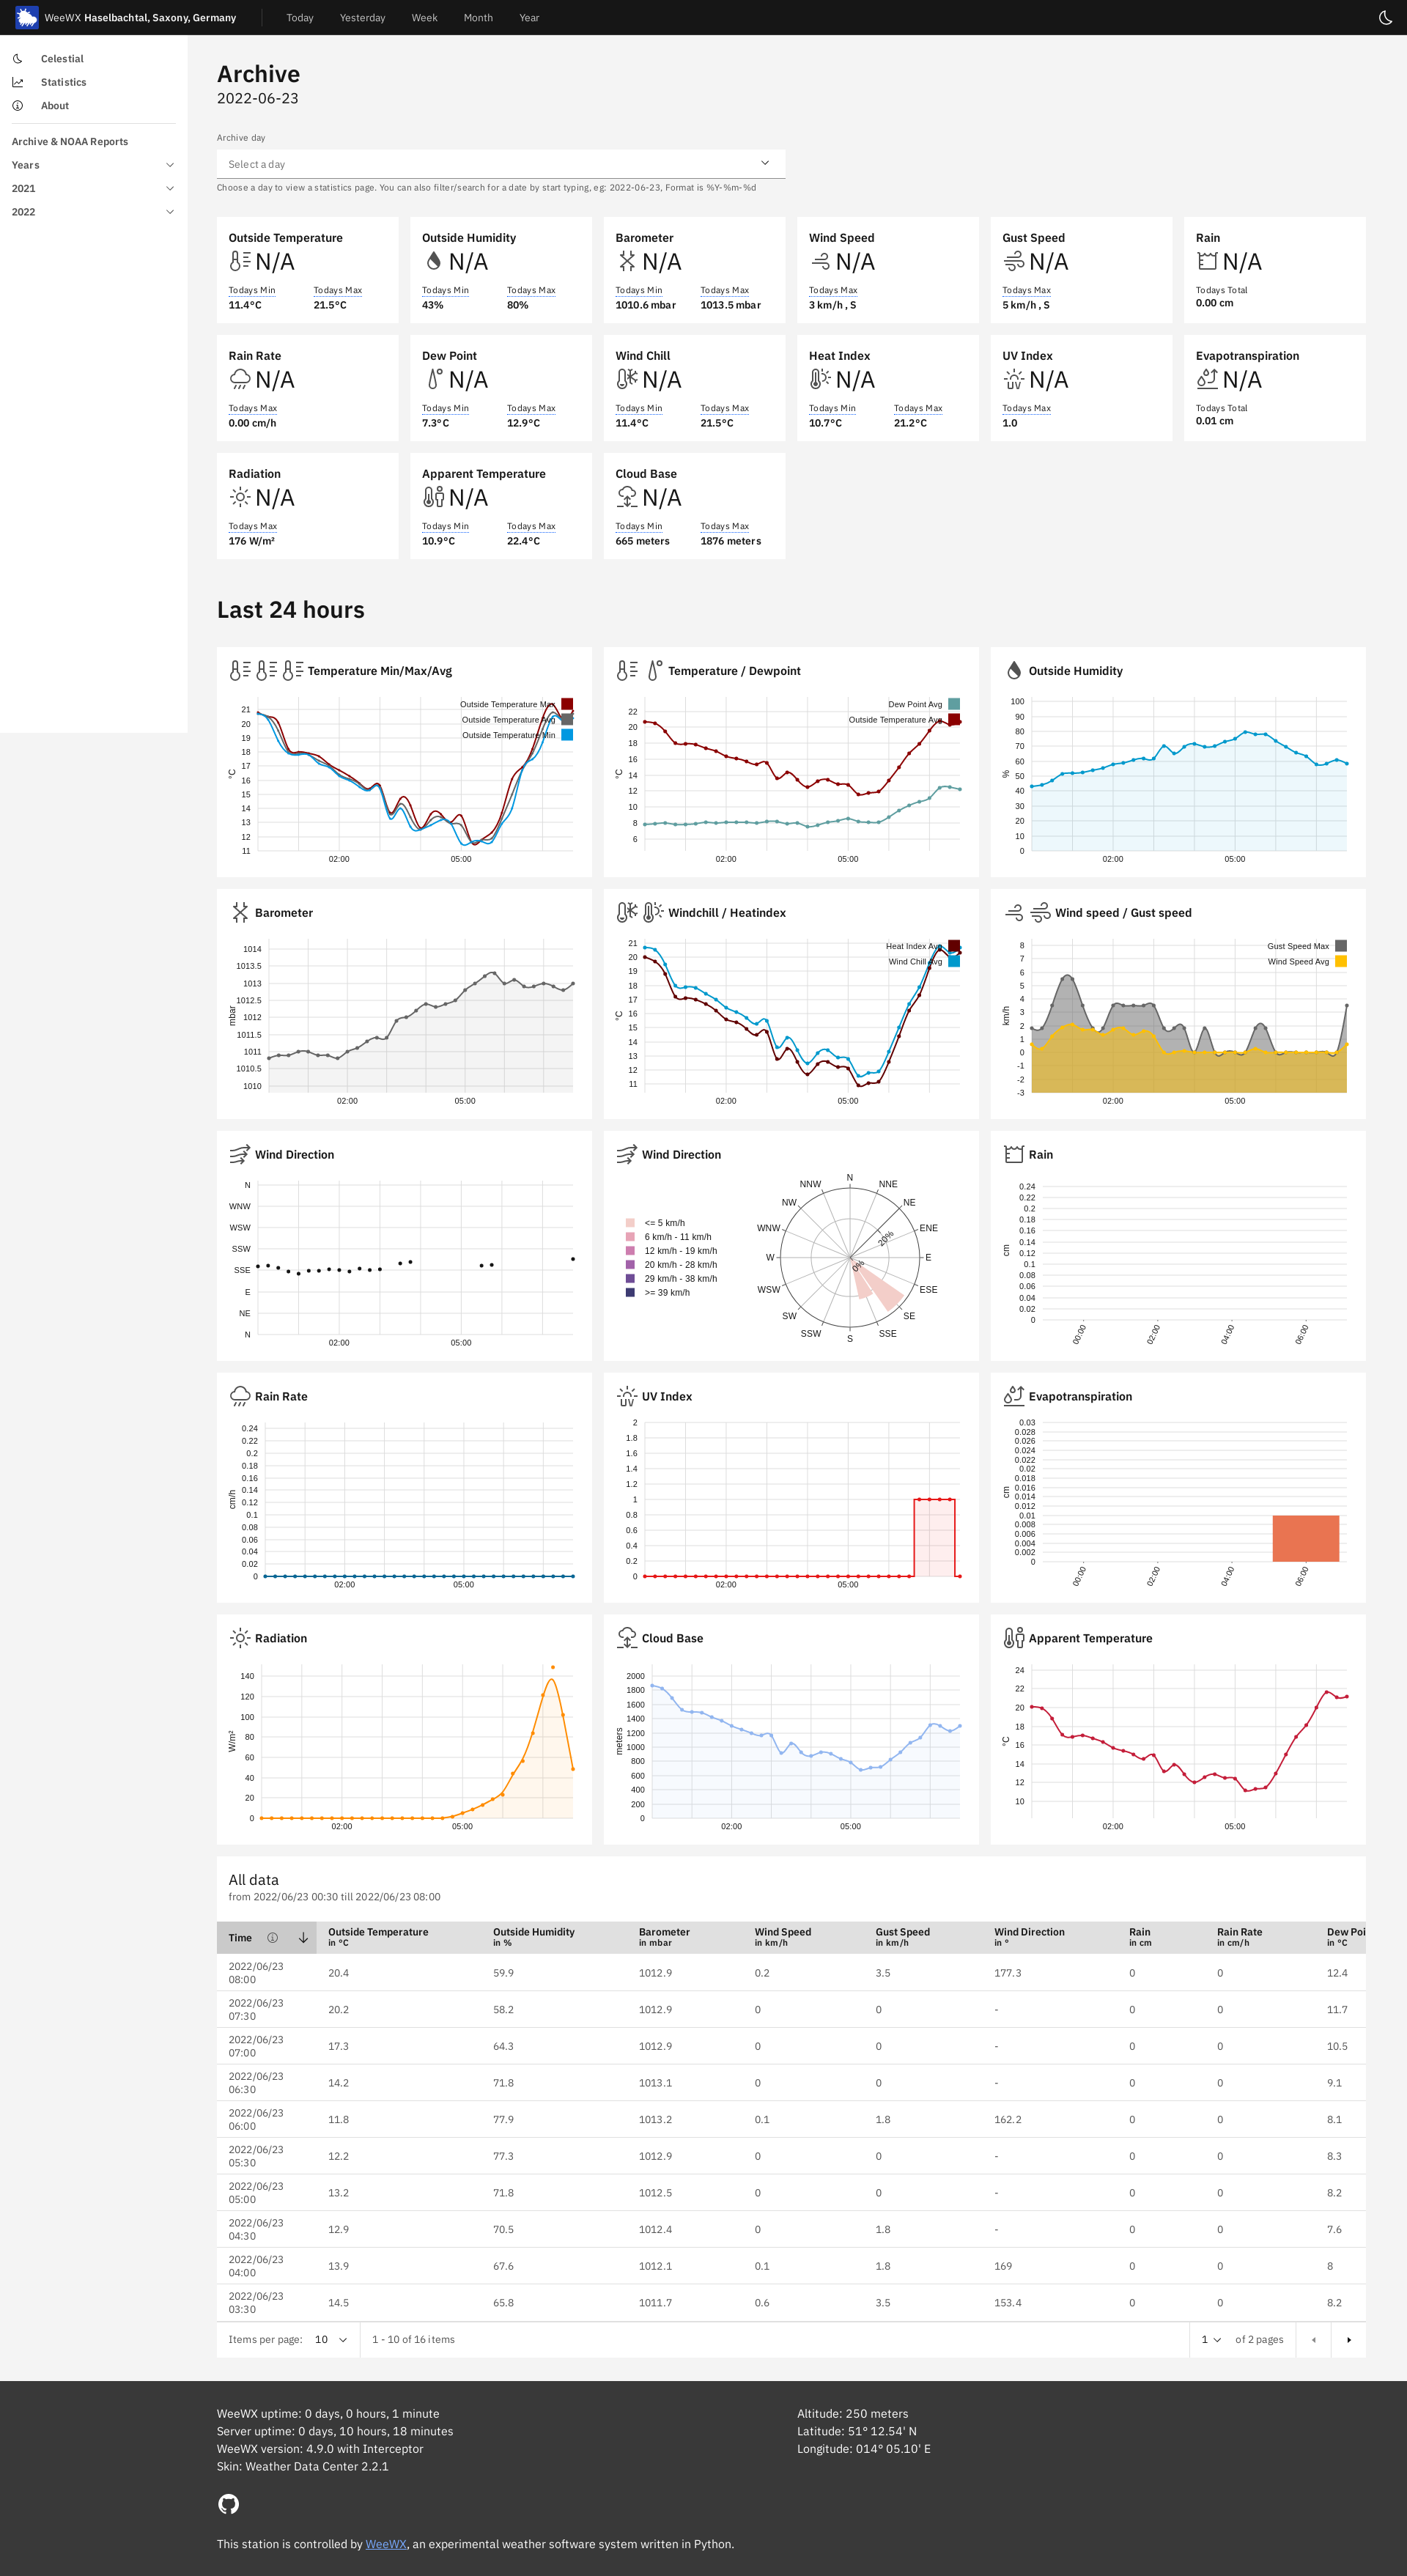 WeeWX Haselbachtal, Saxony, Germany
Today Yesterday Week Month Year
Celestial
Statistics
About
Archive & NOAA Reports
Years
2021
2022
Archive
2022-06-23
Archive day
Select a day
Choose a day to view a statistics page. You can also filter/search for a date by start typing, eg: 2022-06-23, Format is %Y-%m-%d
Outside Temperature
N/A
Todays Min Todays Max
11.4°C 21.5°C
Outside Humidity
N/A
Todays Min Todays Max
43% 80%
Barometer
N/A
Todays Min Todays Max
1010.6 mbar 1013.5 mbar
Wind Speed
N/A
Todays Max
3 km/h , S
Gust Speed
N/A
Todays Max
5 km/h , S
Rain
N/A
Todays Total
0.00 cm
Rain Rate
N/A
Todays Max
0.00 cm/h
Dew Point
N/A
Todays Min Todays Max
7.3°C 12.9°C
Wind Chill
N/A
Todays Min Todays Max
11.4°C 21.5°C
Heat Index
N/A
Todays Min Todays Max
10.7°C 21.2°C
UV Index
N/A
Todays Max
1.0
Evapotranspiration
N/A
Todays Total
0.01 cm
Radiation
N/A
Todays Max
176 W/m²
Apparent Temperature
N/A
Todays Min Todays Max
10.9°C 22.4°C
Cloud Base
N/A
Todays Min Todays Max
665 meters 1876 meters
Last 24 hours
Temperature Min/Max/Avg
Outside Temperature Max
Outside Temperature Avg
Outside Temperature Min
°C
21
20
19
18
17
16
15
14
13
12
11
02:00 05:00
Temperature / Dewpoint
Dew Point Avg
Outside Temperature Avg
°C
22
20
18
16
14
12
10
8
6
02:00 05:00
Outside Humidity
%
100
90
80
70
60
50
40
30
20
10
0
02:00 05:00
Barometer
mbar
1014
1013.5
1013
1012.5
1012
1011.5
1011
1010.5
1010
02:00 05:00
Windchill / Heatindex
Heat Index Avg
Wind Chill Avg
°C
21
20
19
18
17
16
15
14
13
12
11
02:00 05:00
Wind speed / Gust speed
Gust Speed Max
Wind Speed Avg
km/h
8
7
6
5
4
3
2
1
0
-1
-2
-3
02:00 05:00
Wind Direction
N
WNW
WSW
SSW
SSE
E
NE
N
02:00 05:00
Wind Direction
<= 5 km/h
6 km/h - 11 km/h
12 km/h - 19 km/h
20 km/h - 28 km/h
29 km/h - 38 km/h
>= 39 km/h
N
NNE
NE
ENE
E
ESE
SE
SSE
S
SSW
SW
WSW
W
WNW
NW
NNW
20%
0%
Rain
cm
0.24
0.22
0.2
0.18
0.16
0.14
0.12
0.1
0.08
0.06
0.04
0.02
0
00:00 02:00 04:00 06:00
Rain Rate
cm/h
0.24
0.22
0.2
0.18
0.16
0.14
0.12
0.1
0.08
0.06
0.04
0.02
0
02:00 05:00
UV Index
2
1.8
1.6
1.4
1.2
1
0.8
0.6
0.4
0.2
0
02:00 05:00
Evapotranspiration
cm
0.03
0.028
0.026
0.024
0.022
0.02
0.018
0.016
0.014
0.012
0.01
0.008
0.006
0.004
0.002
0
00:00 02:00 04:00 06:00
Radiation
W/m²
140
120
100
80
60
40
20
0
02:00 05:00
Cloud Base
meters
2000
1800
1600
1400
1200
1000
800
600
400
200
0
02:00 05:00
Apparent Temperature
°C
24
22
20
18
16
14
12
10
02:00 05:00
All data
from 2022/06/23 00:30 till 2022/06/23 08:00
Time Outside Temperature Outside Humidity Barometer Wind Speed Gust Speed Wind Direction Rain Rain Rate Dew Poi
in °C in % in mbar in km/h in km/h in ° in cm in cm/h in °C
2022/06/23 08:00 20.4 59.9 1012.9 0.2 3.5 177.3 0 0 12.4
2022/06/23 07:30 20.2 58.2 1012.9 0 0 - 0 0 11.7
2022/06/23 07:00 17.3 64.3 1012.9 0 0 - 0 0 10.5
2022/06/23 06:30 14.2 71.8 1013.1 0 0 - 0 0 9.1
2022/06/23 06:00 11.8 77.9 1013.2 0.1 1.8 162.2 0 0 8.1
2022/06/23 05:30 12.2 77.3 1012.9 0 0 - 0 0 8.3
2022/06/23 05:00 13.2 71.8 1012.5 0 0 - 0 0 8.2
2022/06/23 04:30 12.9 70.5 1012.4 0 1.8 - 0 0 7.6
2022/06/23 04:00 13.9 67.6 1012.1 0.1 1.8 169 0 0 8
2022/06/23 03:30 14.5 65.8 1011.7 0.6 3.5 153.4 0 0 8.2
Items per page: 10 1 - 10 of 16 items 1 of 2 pages
WeeWX uptime: 0 days, 0 hours, 1 minute
Server uptime: 0 days, 10 hours, 18 minutes
WeeWX version: 4.9.0 with Interceptor
Skin: Weather Data Center 2.2.1
Altitude: 250 meters
Latitude: 51° 12.54' N
Longitude: 014° 05.10' E
This station is controlled by WeeWX, an experimental weather software system written in Python.